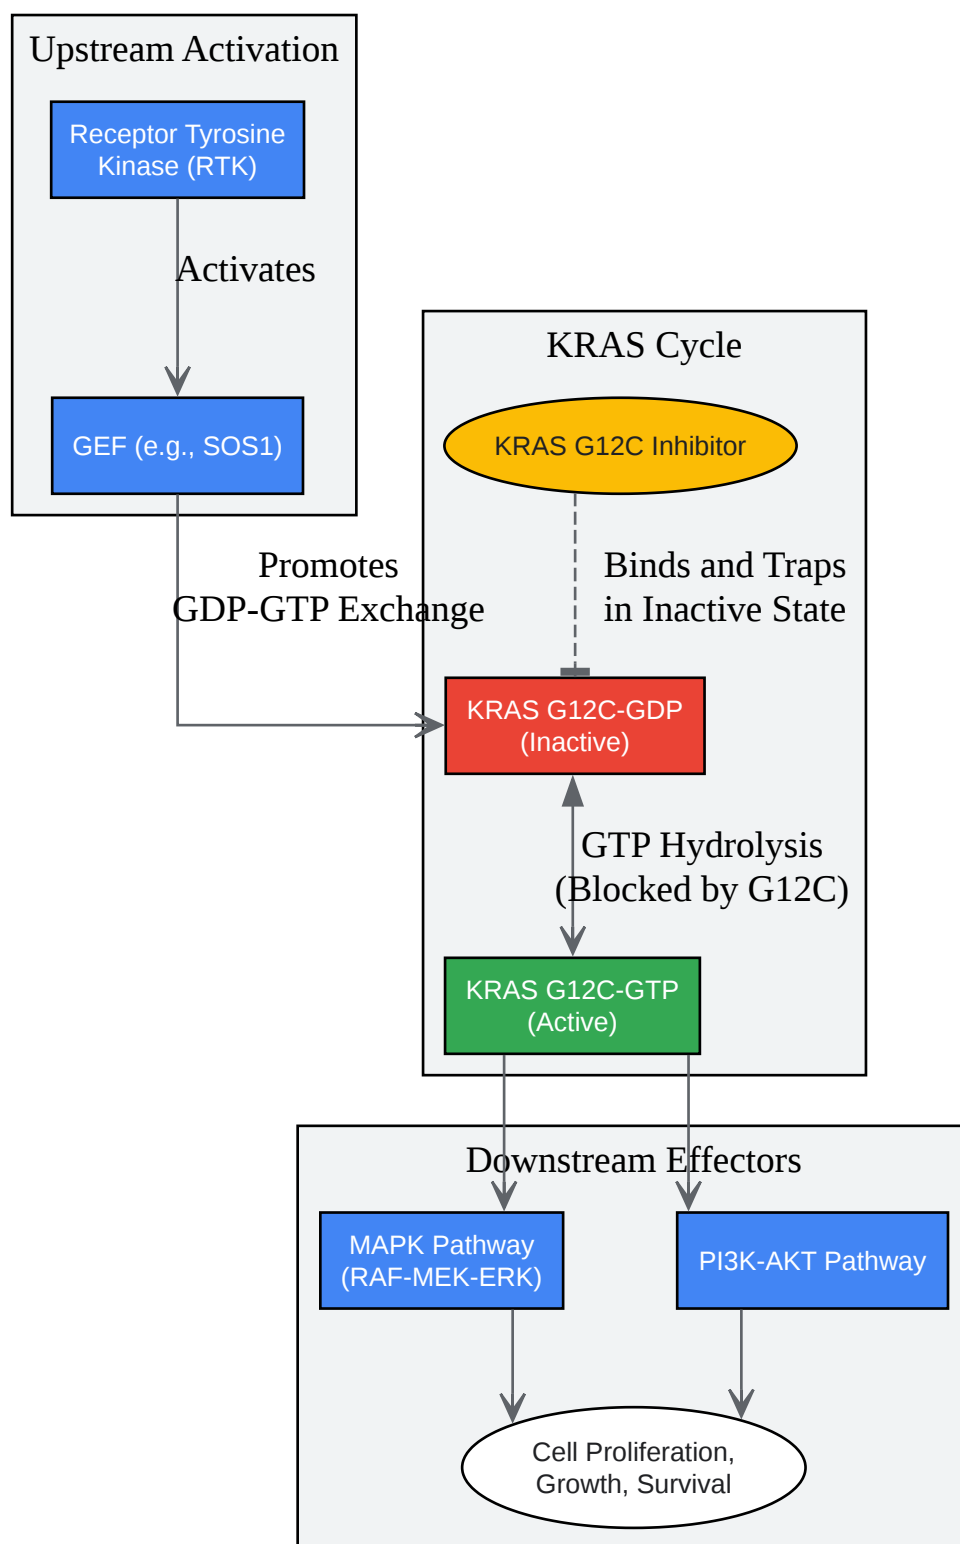 Upstream Activation
Receptor Tyrosine
Kinase (RTK)
Activates
GEF (e.g., SOS1)
Promotes
GDP-GTP Exchange
KRAS Cycle
KRAS G12C Inhibitor
Binds and Traps
in Inactive State
KRAS G12C-GDP
(Inactive)
GTP Hydrolysis
(Blocked by G12C)
KRAS G12C-GTP
(Active)
Downstream Effectors
MAPK Pathway
(RAF-MEK-ERK)
PI3K-AKT Pathway
Cell Proliferation,
Growth, Survival